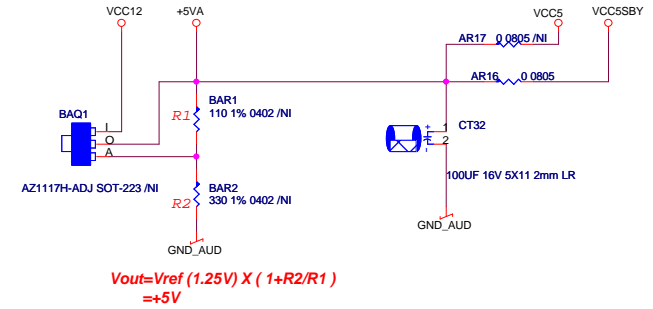 VCC12
+5VA
VCC5
VCC5SBY
AR17 0 0805 /NI
AR16 0 0805
BAQ1
I
O
A
R1
BAR1
110 1% 0402 /NI
1
2
+
-
CT32
AZ1117H-ADJ SOT-223 /NI
R2
BAR2
330 1% 0402 /NI
100UF 16V 5X11 2mm LR
GND_AUD
GND_AUD
Vout=Vref (1.25V) X ( 1+R2/R1 )
=+5V